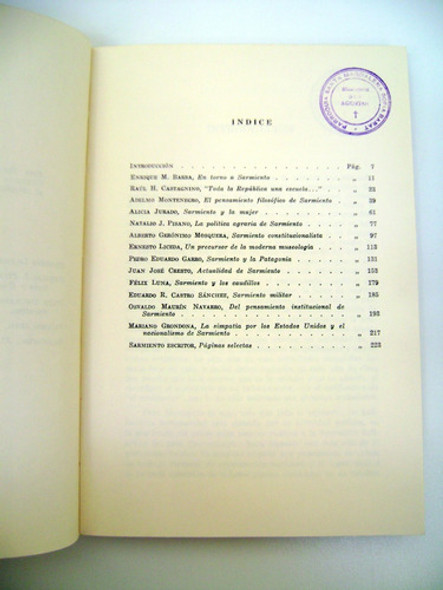 PARROQUIA SANTA MAGDALENA SOFIA BARAT
INDICE
INTRODUCCIÓN . . . . . . . . . . . . Pág. 7
ENRIQUE M. BARBA, En torno a Sarmiento . . . . . . „ 11
RAÚL H. CASTAGNINO, "Toda la República una escuela..." . . „ 23
ADELMO MONTENEGRO, El pensamiento filosófico de Sarmiento . „ 39
ALICIA JURADO, Sarmiento y la mujer . . . . . . . „ 61
NATALIO J. PISANO, La política agraria de Sarmiento . . . „ 77
ALBERTO GERÓNIMO MOSQUERA, Sarmiento constitucionalista . . „ 97
ERNESTO LICEDA, Un precursor de la moderna museología . . „ 113
PEDRO EDUARDO GARRO, Sarmiento y la Patagonia . . . . „ 131
JUAN JOSÉ CRESTO, Actualidad de Sarmiento . . . . . „ 153
FÉLIX LUNA, Sarmiento y los caudillos . . . . . . . „ 179
EDUARDO R. CASTRO SÁNCHEZ, Sarmiento militar . . . . „ 185
OSVALDO MAURÍN NAVARRO, Del pensamiento institucional de
Sarmiento . . . . . . . . . . . . . „ 193
MARIANO GRONDONA, La simpatía por los Estados Unidos y el
nacionalismo de Sarmiento . . . . . . . . . „ 217
SARMIENTO ESCRITOR, Páginas selectas . . . . . . . „ 223